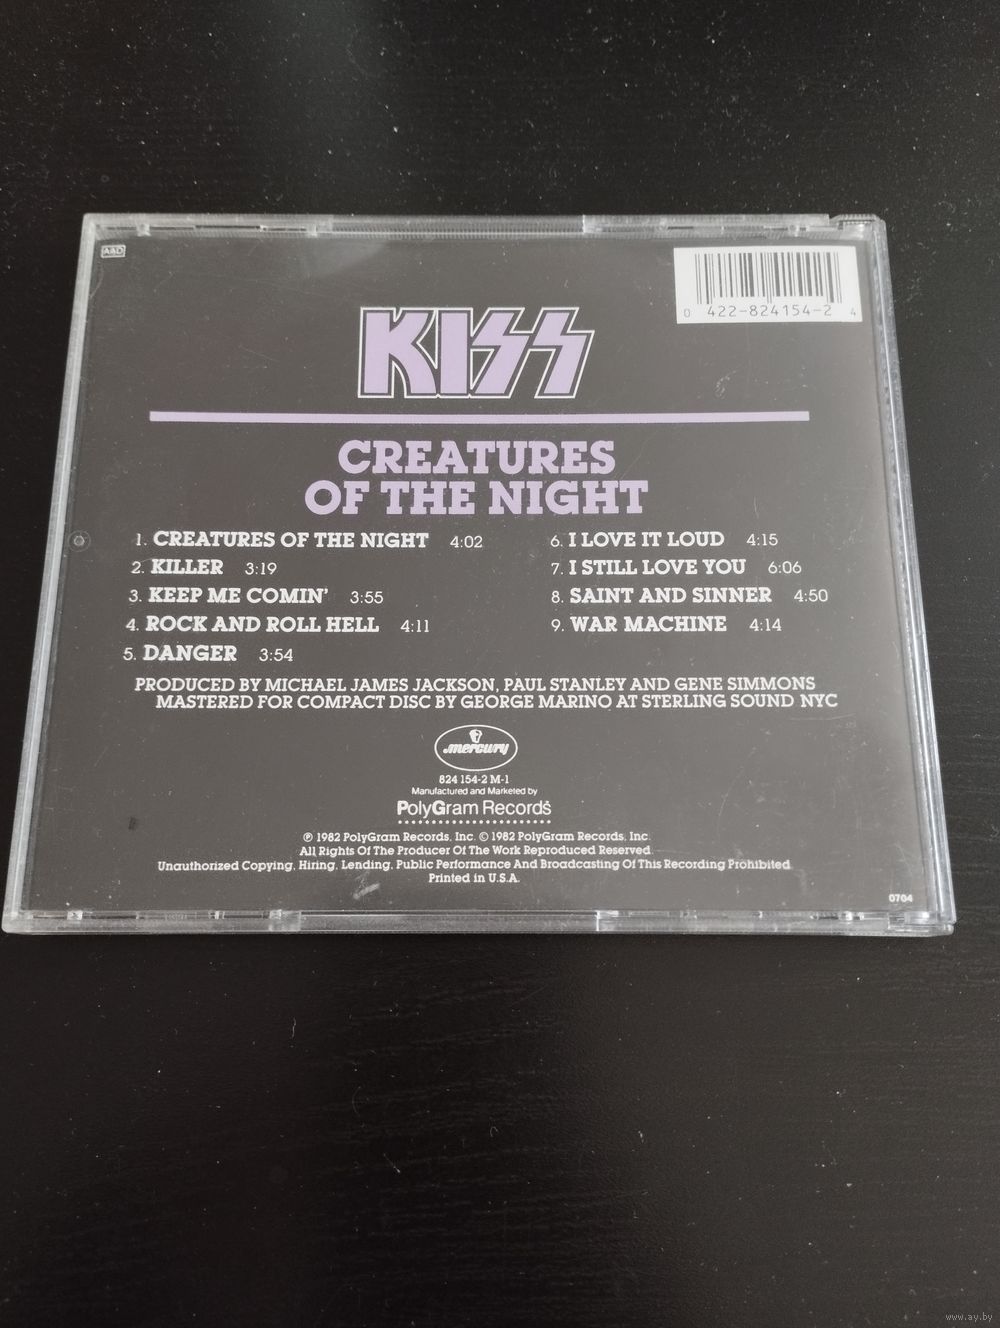 AAD
0 422-824154-2 4
KISS
CREATURES
OF THE NIGHT
1. CREATURES OF THE NIGHT 4:02
2. KILLER 3:19
3. KEEP ME COMIN' 3:55
4. ROCK AND ROLL HELL 4:11
5. DANGER 3:54
6. I LOVE IT LOUD 4:15
7. I STILL LOVE YOU 6:06
8. SAINT AND SINNER 4:50
9. WAR MACHINE 4:14
PRODUCED BY MICHAEL JAMES JACKSON, PAUL STANLEY AND GENE SIMMONS
MASTERED FOR COMPACT DISC BY GEORGE MARINO AT STERLING SOUND NYC
mercury
824 154-2 M-1
Manufactured and Marketed by
PolyGram Records
℗ 1982 PolyGram Records, Inc. © 1982 PolyGram Records, Inc.
All Rights Of The Producer Of The Work Reproduced Reserved.
Unauthorized Copying, Hiring, Lending, Public Performance And Broadcasting Of This Recording Prohibited.
Printed in U.S.A.
0704
www.ay.by